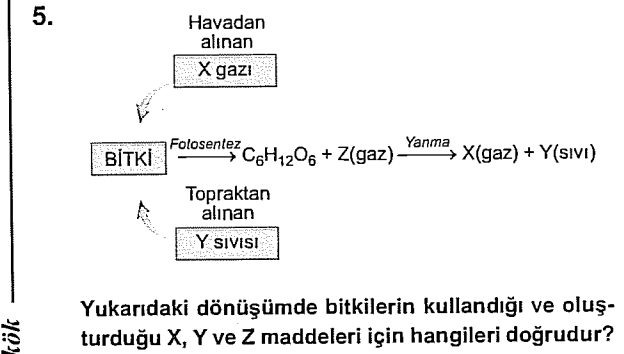 5.
Havadan
alınan
X gazı
BİTKİ Fotosentez C₆H₁₂O₆ + Z(gaz) Yanma X(gaz) + Y(sıvı)
Topraktan
alınan
Y sıvısı
Yukarıdaki dönüşümde bitkilerin kullandığı ve oluş-
turduğu X, Y ve Z maddeleri için hangileri doğrudur?
kök